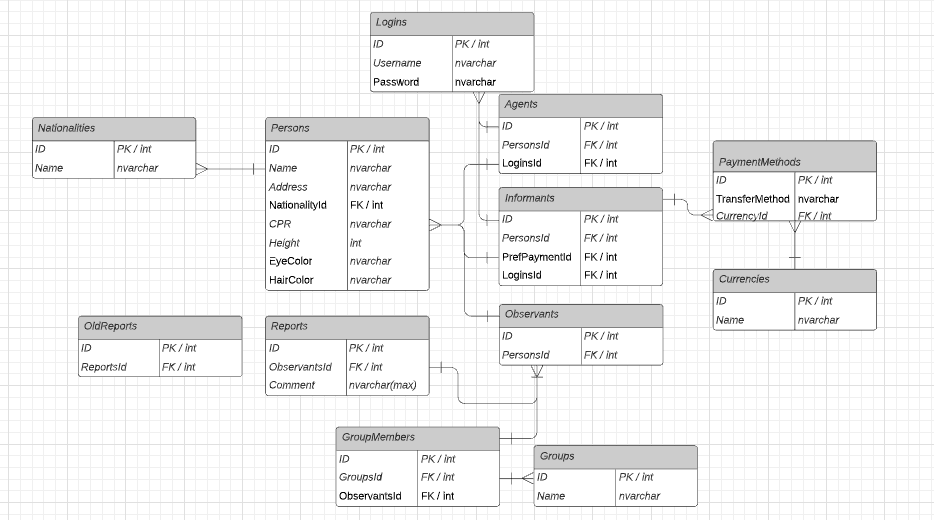 Logins
ID PK / int
Username nvarchar
Password nvarchar
Agents
ID PK / int
PersonsId FK / int
LoginsId FK / int
Nationalities
ID PK / int
Name nvarchar
Persons
ID PK / int
Name nvarchar
Address nvarchar
NationalityId FK / int
CPR nvarchar
Height int
EyeColor nvarchar
HairColor nvarchar
PaymentMethods
ID PK / int
TransferMethod nvarchar
CurrencyId FK / int
Informants
ID PK / int
PersonsId FK / int
PrefPaymentId FK / int
LoginsId FK / int
Currencies
ID PK / int
Name nvarchar
Observants
ID PK / int
PersonsId FK / int
OldReports
ID PK / int
ReportsId FK / int
Reports
ID PK / int
ObservantsId FK / int
Comment nvarchar(max)
GroupMembers
ID PK / int
GroupsId FK / int
ObservantsId FK / int
Groups
ID PK / int
Name nvarchar